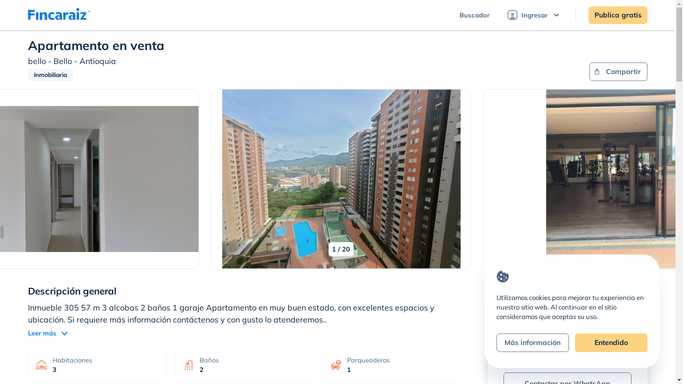 Fincaraiz
Buscador
Ingresar
Publica gratis
Apartamento en venta
bello - Bello - Antioquia
Inmobiliaria
Compartir
1 / 20
Descripción general
Inmueble 305 57 m 3 alcobas 2 baños 1 garaje Apartamento en muy buen estado, con excelentes espacios y
ubicación. Si requiere más información contáctenos y con gusto lo atenderemos..
Leer más
Habitaciones
3
Baños
2
Parqueaderos
1
Utilizamos cookies para mejorar tu experiencia en
nuestro sitio web. Al continuar en el sitio
consideramos que aceptas su uso.
Más información
Entendido
Contactar por WhatsApp